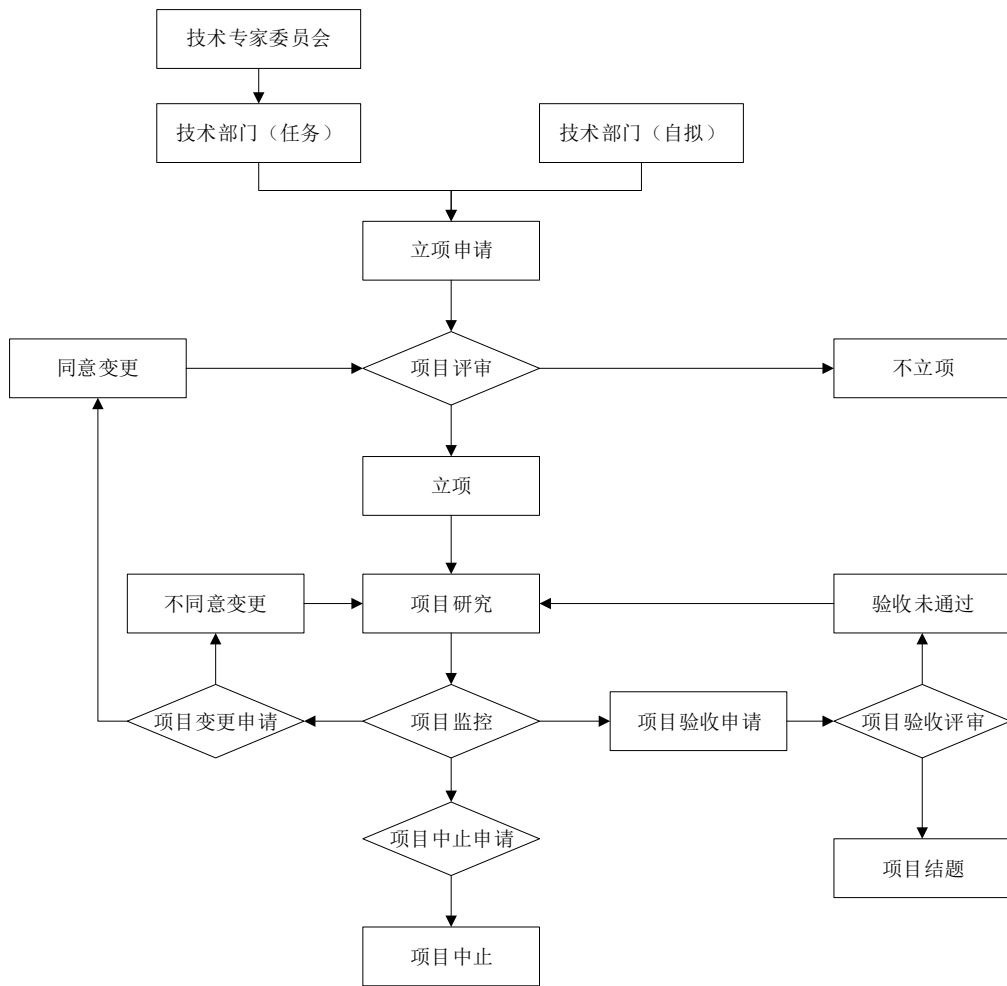 技术专家委员会
技术部门（任务）
技术部门（自拟）
立项申请
同意变更
项目评审
不立项
立项
不同意变更
项目研究
验收未通过
项目变更申请
项目监控
项目验收申请
项目验收评审
项目中止申请
项目结题
项目中止